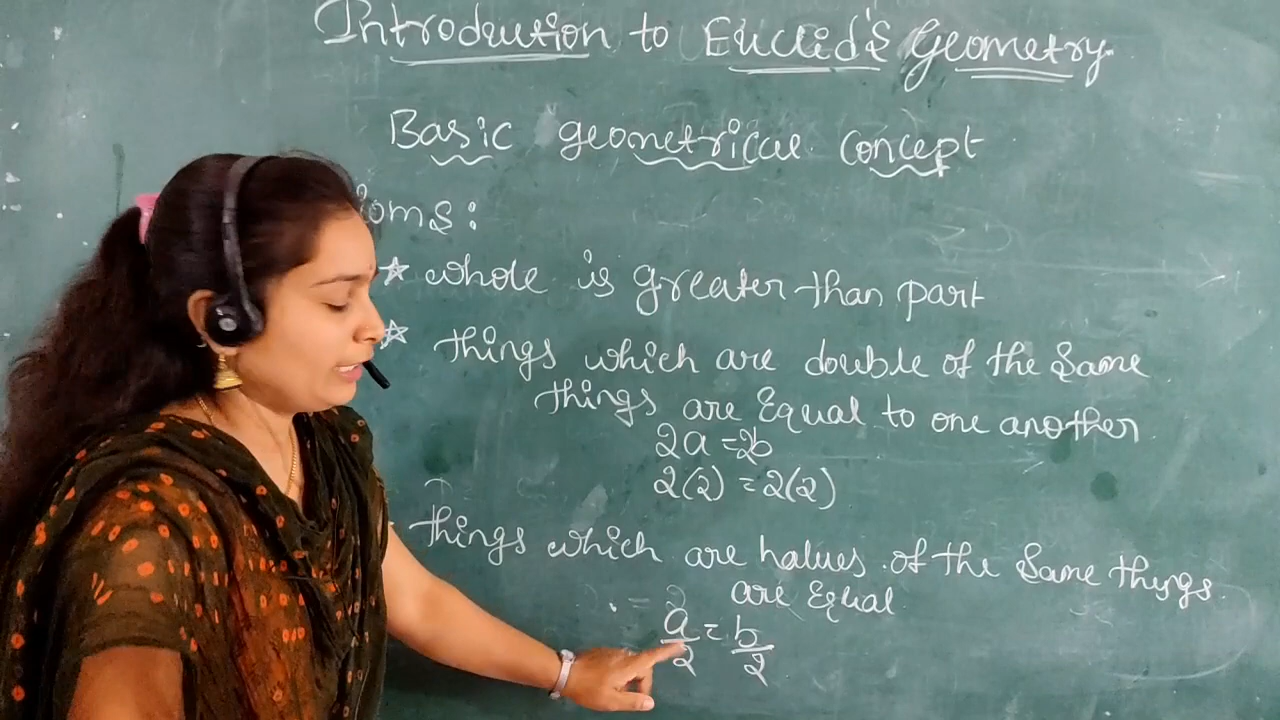 Introduction to Euclid's Geometry.
Basic geometrical concept
ioms:
☆ whole is greater than part
☆ things which are double of the same
things are Equal to one another.
2a = 2b
2(2) = 2(2)
things which are halves of the same things.
are Equal
a/2 = b/2